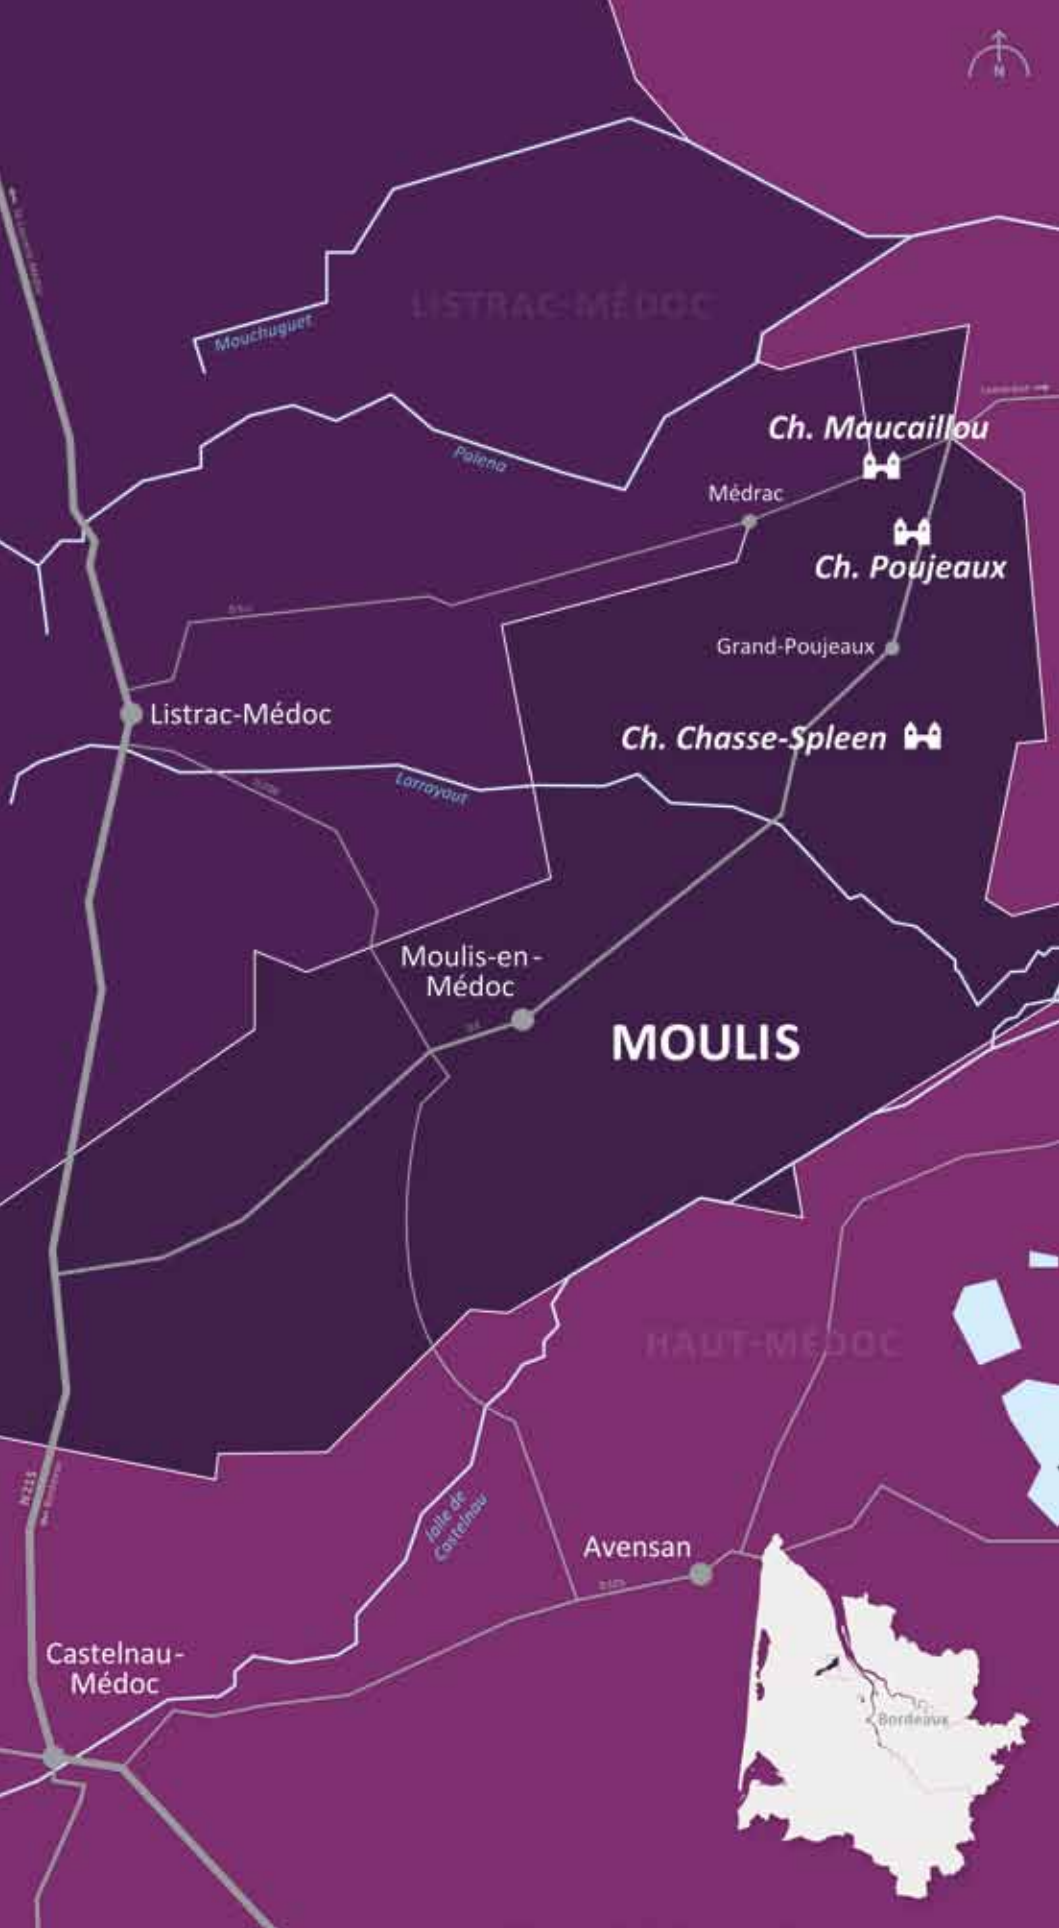 N
LISTRAC-MÉDOC
Mouchuguet
Ch. Maucaillou
Palena
Médrac
Ch. Poujeaux
Grand-Poujeaux
Listrac-Médoc
Ch. Chasse-Spleen
Larrayaut
Moulis-en-
Médoc
MOULIS
HAUT-MÉDOC
N215
Jalle de
Castelnau
Avensan
Castelnau-
Médoc
Bordeaux